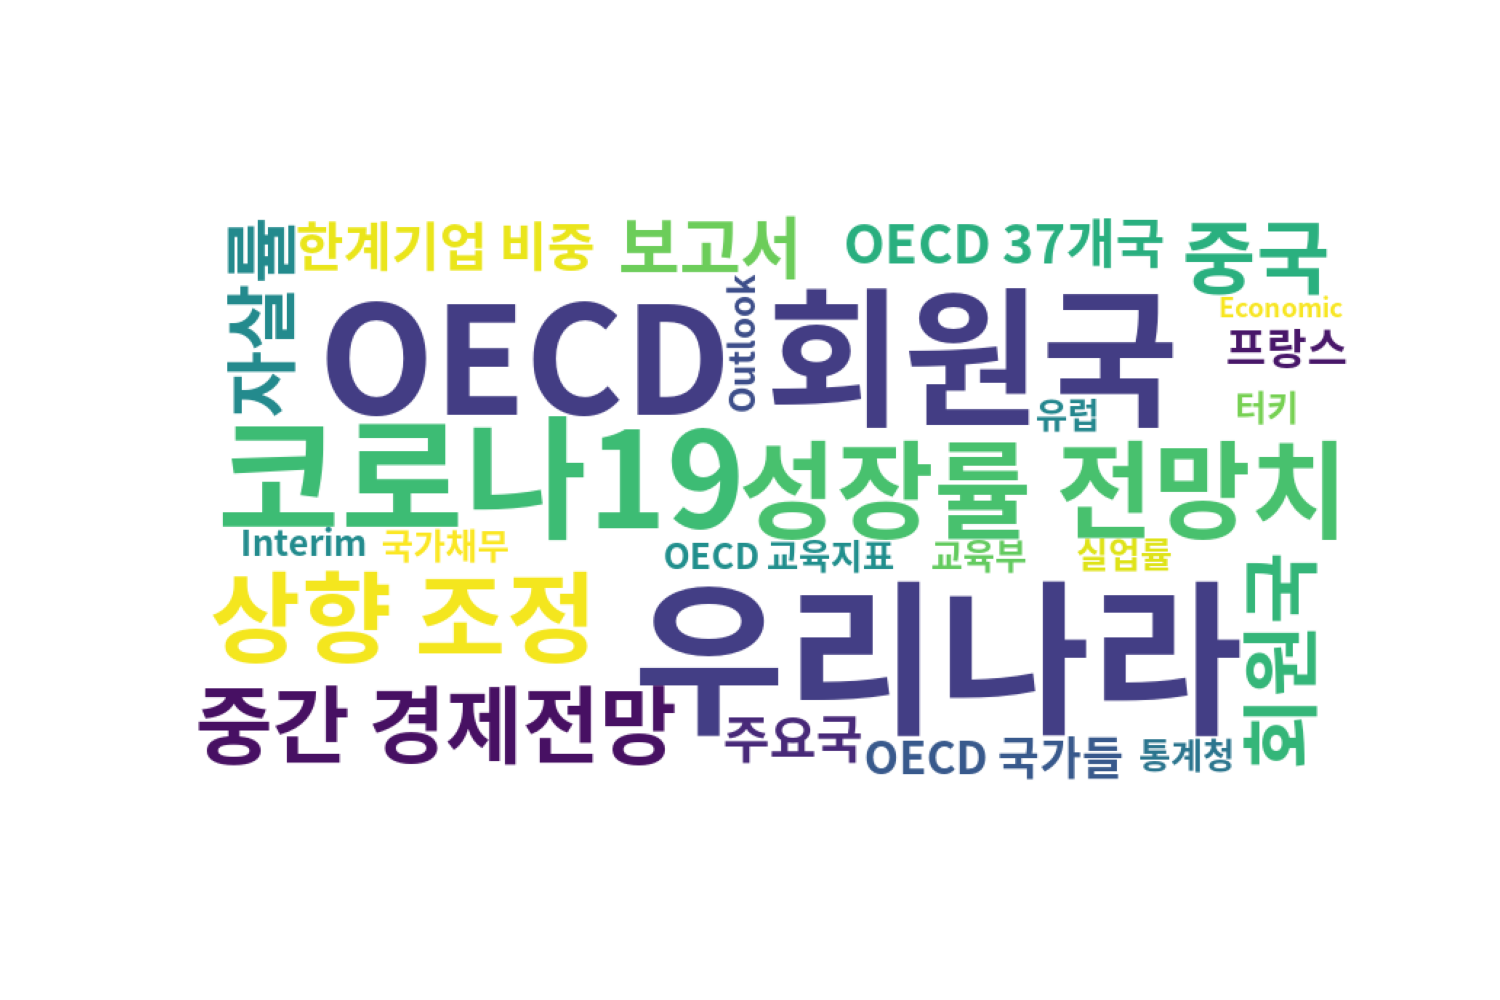 자살률
한계기업 비중
보고서
OECD 37개국
중국
Economic
OECD 회원국
Outlook
프랑스
터키
유럽
코로나19
성장률 전망치
Interim
국가채무
OECD 교육지표
교육부
실업률
상향 조정
우리나라
회원국
중간 경제전망
주요국
OECD 국가들
통계청